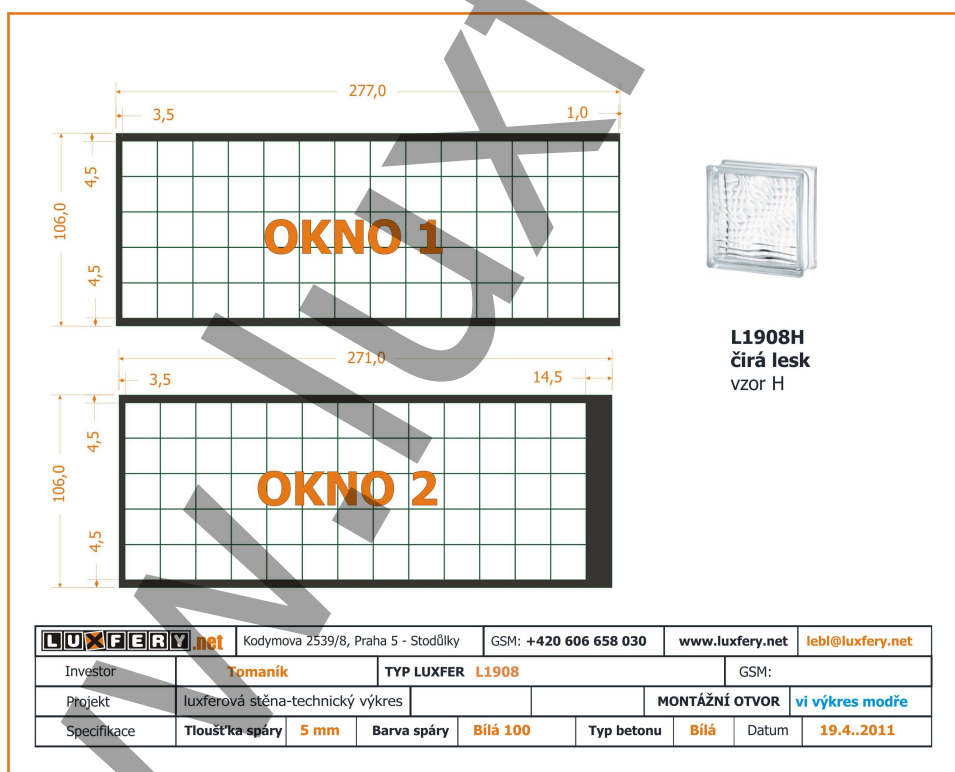 277,0
3,5
1,0
4,5
106,0
4,5
OKNO 1
271,0
3,5
14,5
4,5
106,0
4,5
OKNO 2
L1908H
čirá lesk
vzor H
w.lux
LUXFERY.net Kodymova 2539/8, Praha 5 - Stodůlky GSM: +420 606 658 030 www.luxfery.net lebl@luxfery.net
Investor Tomaník TYP LUXFER L1908 GSM:
Projekt luxferová stěna-technický výkres MONTÁŽNÍ OTVOR vi výkres modře
Specifikace Tloušťka spáry 5 mm Barva spáry Bílá 100 Typ betonu Bílá Datum 19.4..2011